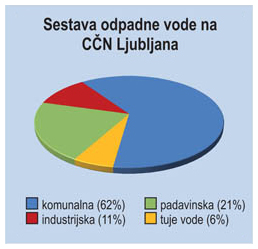 Sestava odpadne vode na
CČN Ljubljana
komunalna (62%)
padavinska (21%)
industrijska (11%)
tuje vode (6%)